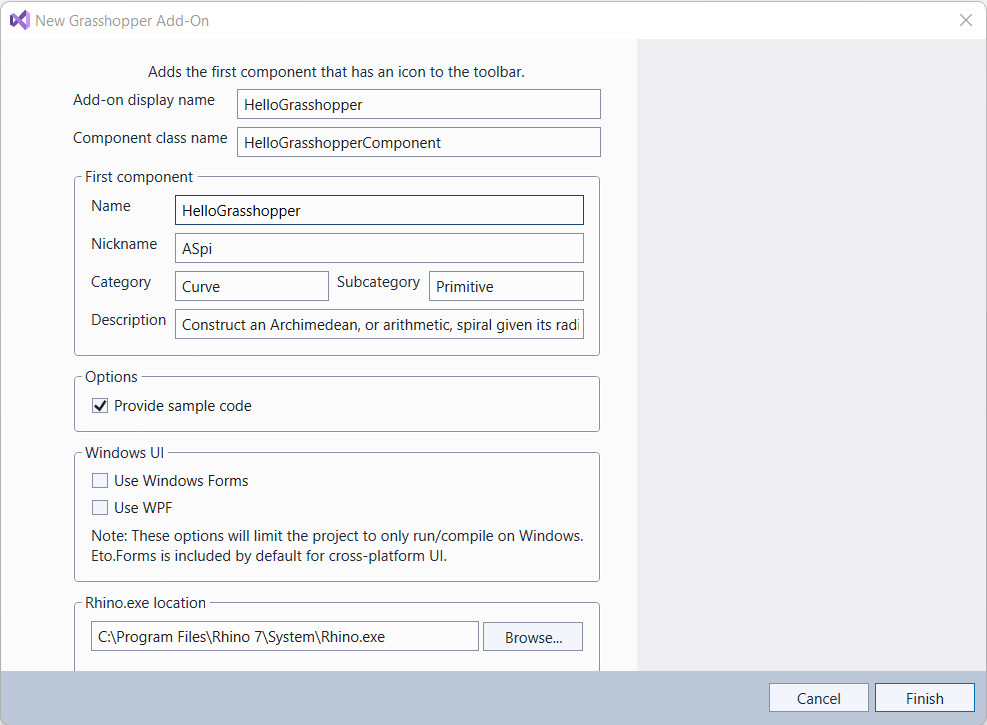 New Grasshopper Add-On
Adds the first component that has an icon to the toolbar.
Add-on display name HelloGrasshopper
Component class name HelloGrasshopperComponent
First component
Name HelloGrasshopper
Nickname ASpi
Category Curve Subcategory Primitive
Description Construct an Archimedean, or arithmetic, spiral given its radi
Options
Provide sample code
Windows UI
Use Windows Forms
Use WPF
Note: These options will limit the project to only run/compile on Windows.
Eto.Forms is included by default for cross-platform UI.
Rhino.exe location
C:\Program Files\Rhino 7\System\Rhino.exe Browse...
Cancel Finish